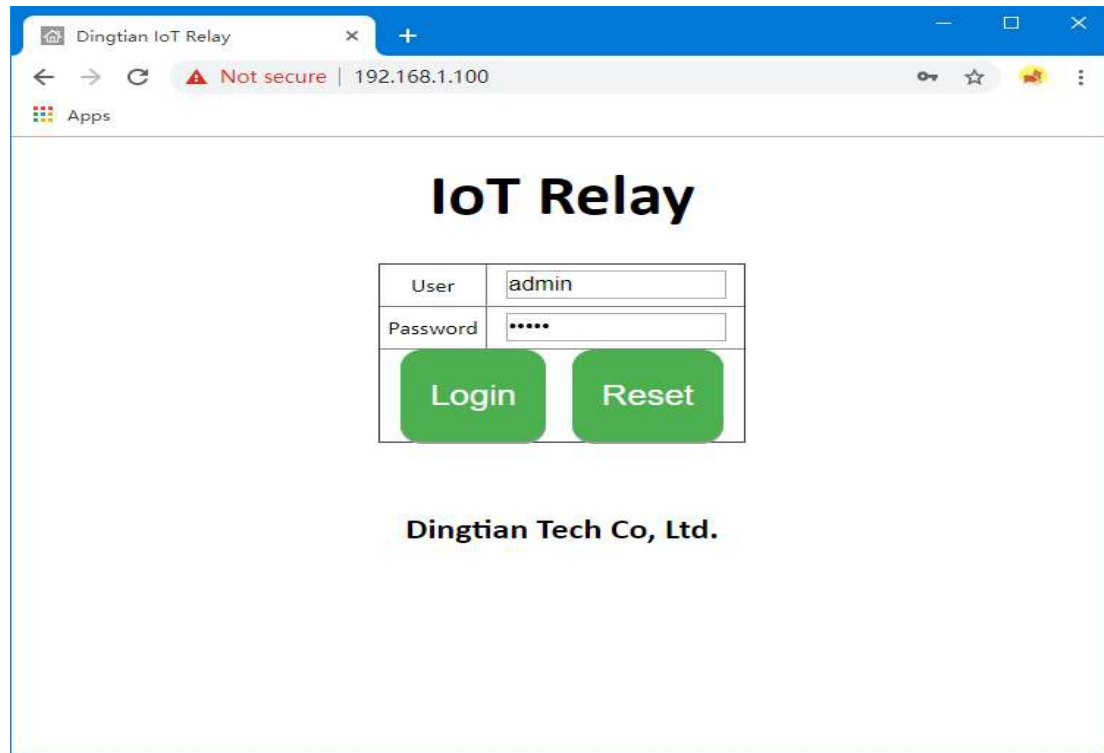 Dingtian IoT Relay
Not secure | 192.168.1.100
Apps
IoT Relay
User admin
Password •••••
Login Reset
Dingtian Tech Co, Ltd.